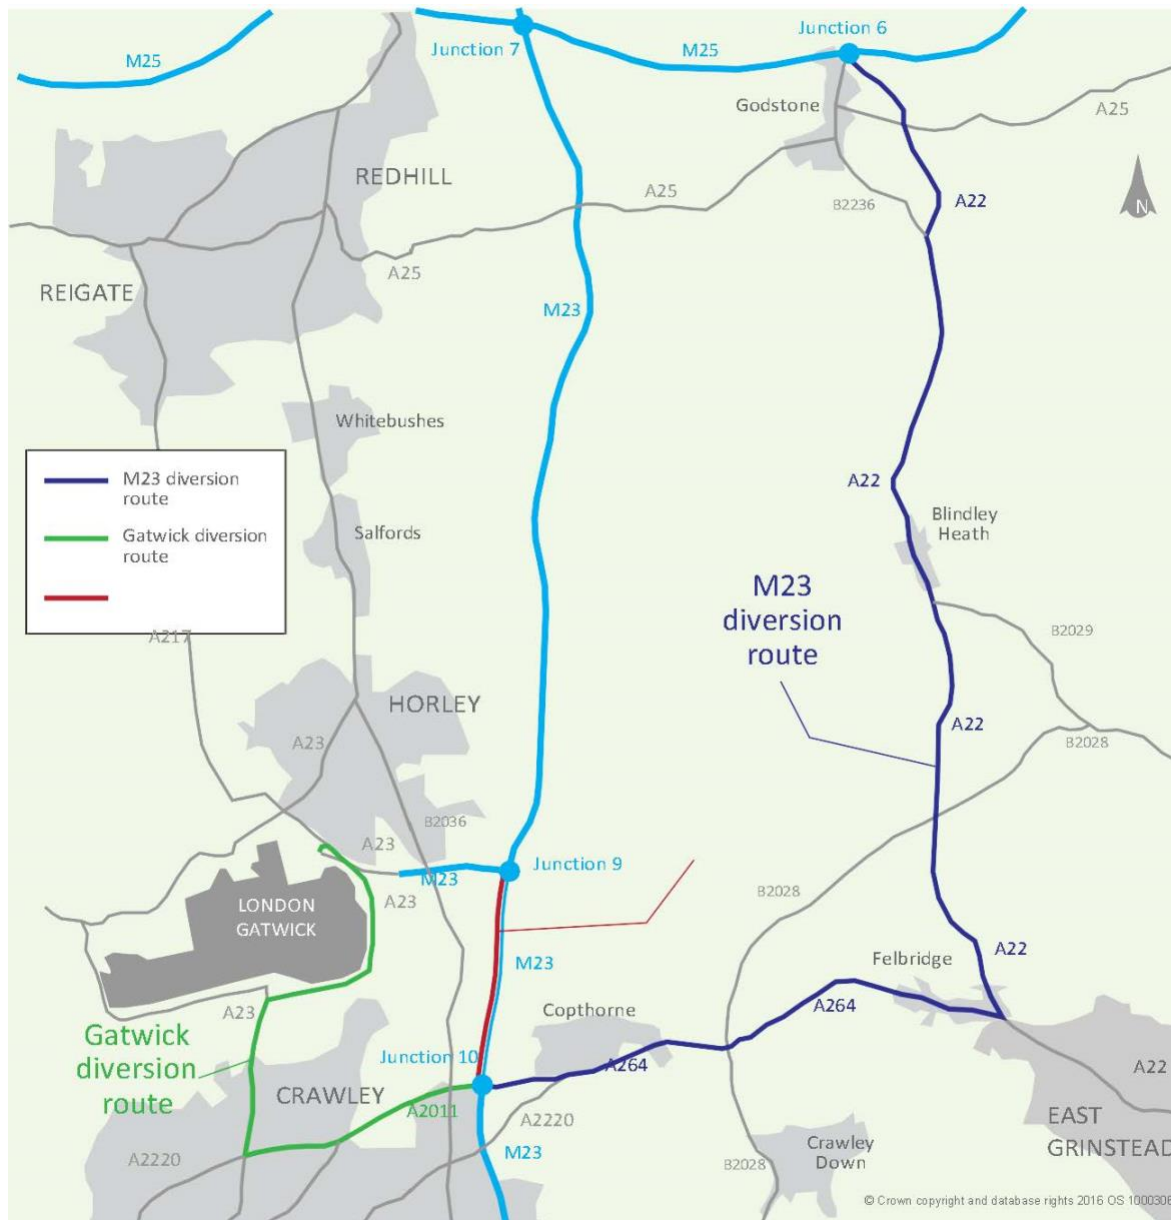 Junction 7
Junction 6
M25
M25
Godstone
A25
REDHILL
A25
B2236
A22
N
A25
REIGATE
M23
Whitebushes
M23 diversion
route
A22
Gatwick diversion
route
Salfords
Blindley
Heath
M23
diversion
route
A217
B2029
HORLEY
A23
A22
B2028
B2036
A23
Junction 9
M23
A23
B2028
LONDON
GATWICK
M23
A22
Felbridge
A23
Copthorne
A264
Gatwick
diversion
route
Junction 10
A264
A22
CRAWLEY
A2011
A2220
EAST
GRINSTEAD
A2220
M23
Crawley
Down
B2028
© Crown copyright and database rights 2016 OS 1000306